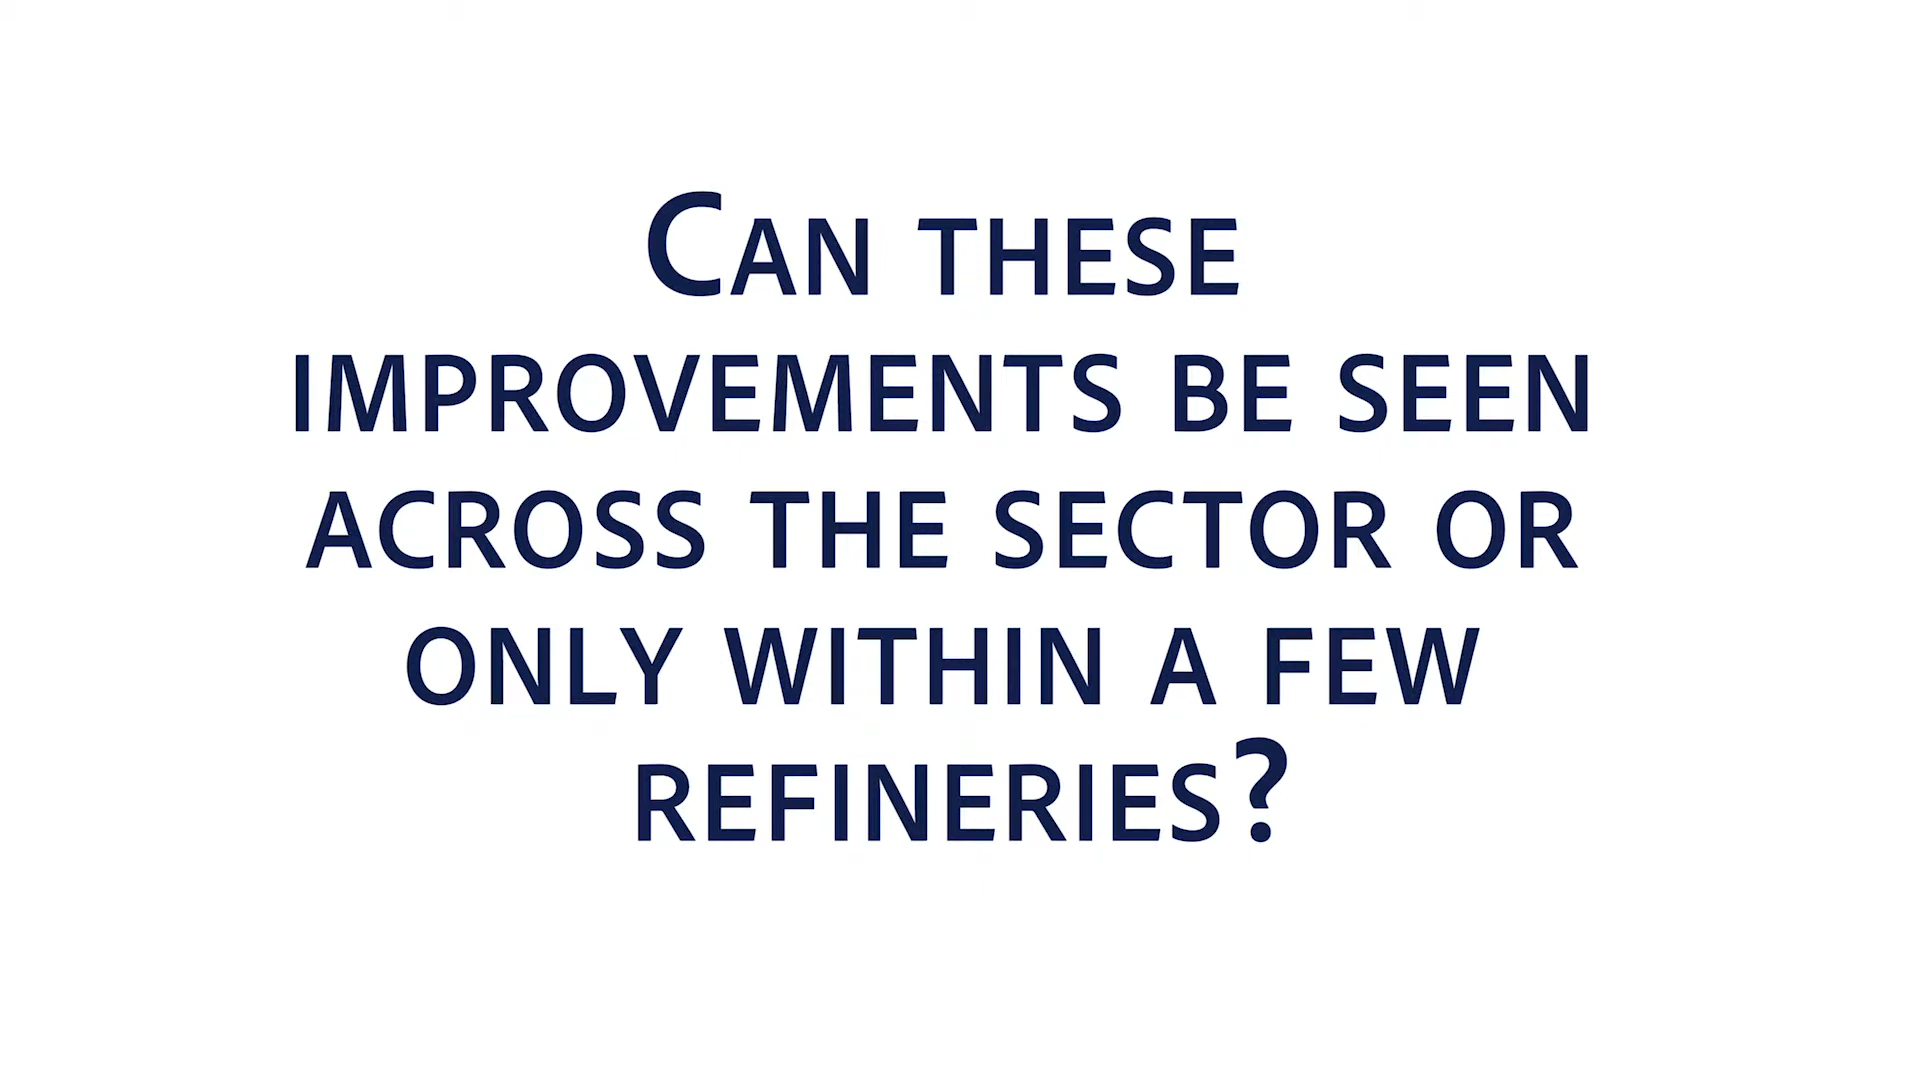 Can these
improvements be seen
across the sector or
only within a few
refineries?